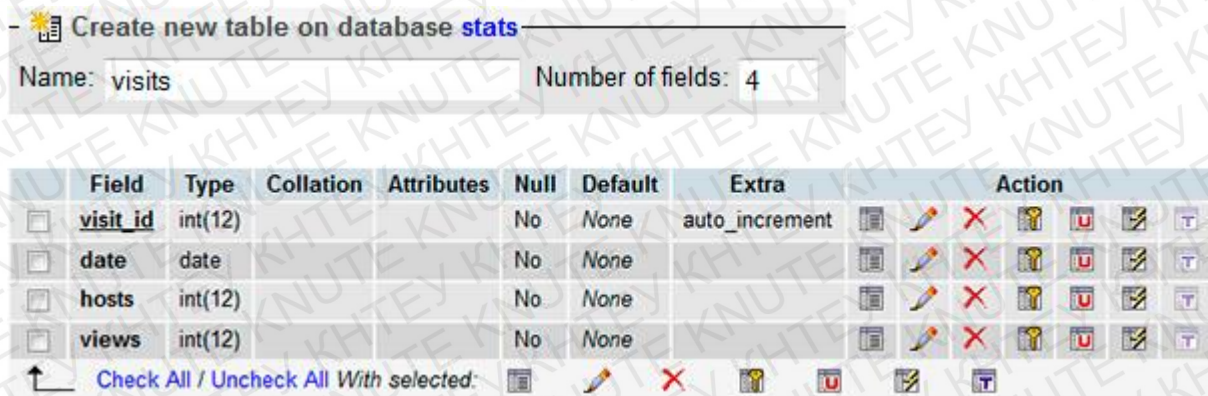 Create new table on database stats
Name: visits Number of fields: 4
Field Type Collation Attributes Null Default Extra Action
visit_id int(12) No None auto_increment
date date No None
hosts int(12) No None
views int(12) No None
Check All / Uncheck All With selected: